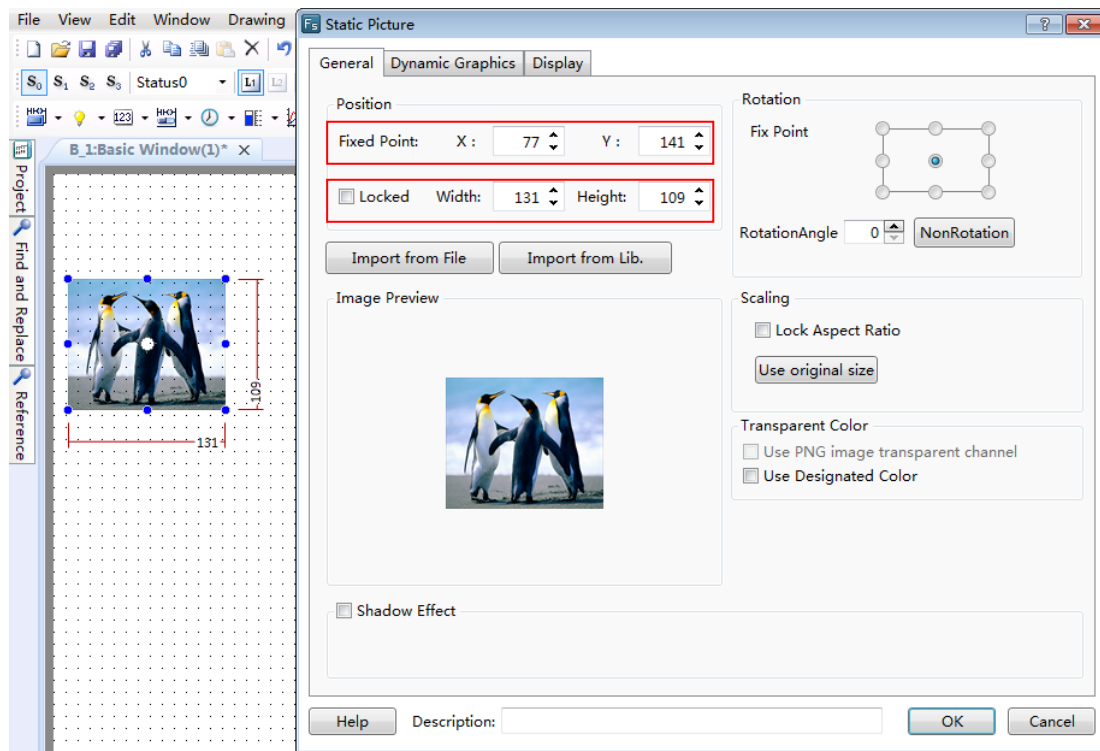 File View Edit Window Drawing
S0 S1 S2 S3 Status0 L1 L2
123
B_1:Basic Window(1)*
Project
Find and Replace
Reference
109
131
Static Picture
General Dynamic Graphics Display
Position
Fixed Point: X : 77 Y : 141
Locked Width: 131 Height: 109
Import from File Import from Lib.
Image Preview
Shadow Effect
Rotation
Fix Point
RotationAngle 0 NonRotation
Scaling
Lock Aspect Ratio
Use original size
Transparent Color
Use PNG image transparent channel
Use Designated Color
Help Description: OK Cancel